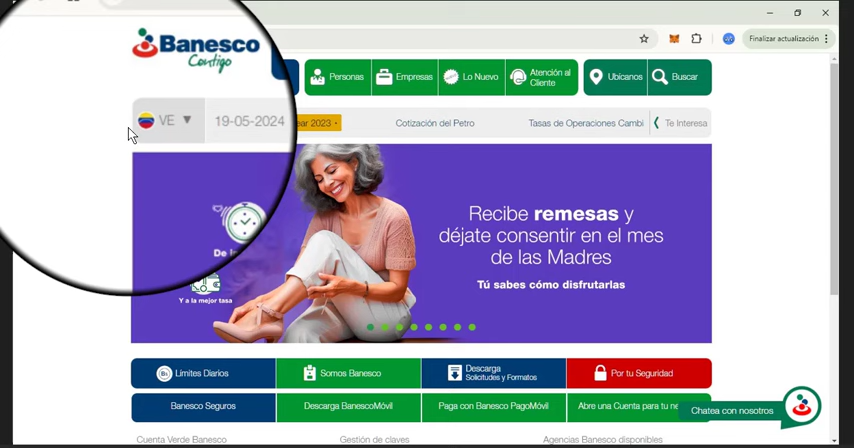 Finalizar actualización
Banesco
Contigo
Personas
Empresas
Lo Nuevo
Atención al
Cliente
Ubícanos
Buscar
VE
19-05-2024
2023
Cotización del Petro
Tasas de Operaciones Cambi
Te Interesa
Recibe remesas y
déjate consentir en el mes
de las Madres
Tú sabes cómo disfrutarlas
Y a la mejor tasa
Límites Diarios
Somos Banesco
Descarga
Solicitudes y Formatos
Por tu Seguridad
Banesco Seguros
Descarga BanescoMóvil
Paga con Banesco PagoMóvil
Abre una Cuenta para tu
Chatea con nosotros
Cuenta Verde Banesco
Gestión de claves
Agencias Banesco disponibles